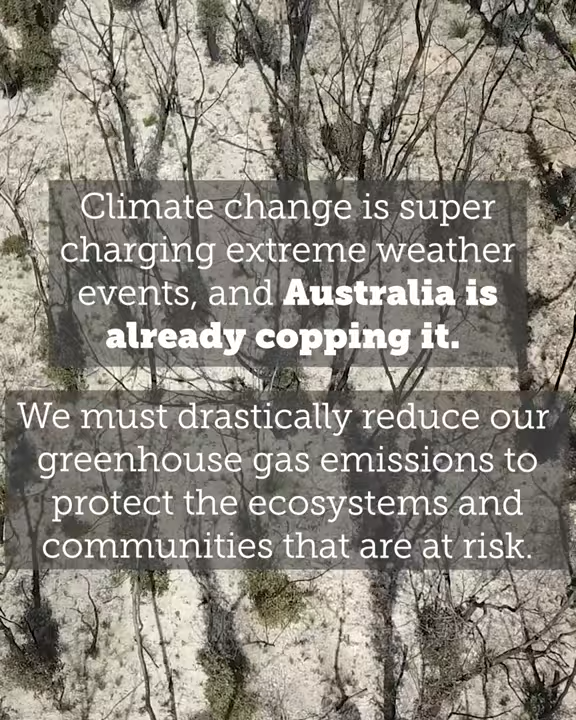 Climate change is super
charging extreme weather
events, and Australia is
already copping it.
We must drastically reduce our
greenhouse gas emissions to
protect the ecosystems and
communities that are at risk.